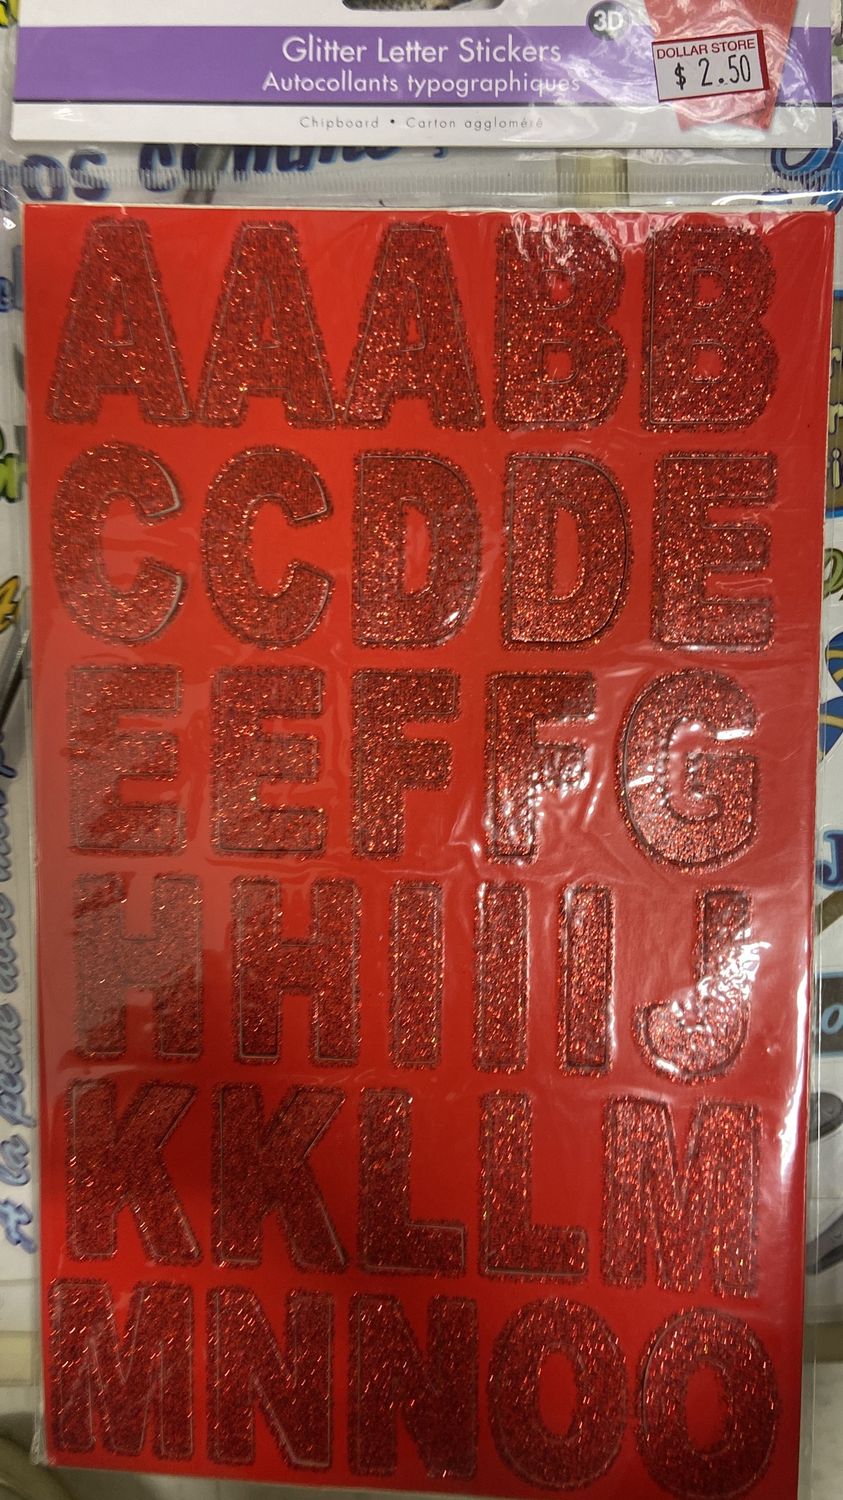 3D
Glitter Letter Stickers
DOLLAR STORE
$ 2.50
Autocollants typographiques
Chipboard • Carton aggloméré
AAABB
CCDDE
EEFFG
HHIIIJ
KKLLM
MNNOO